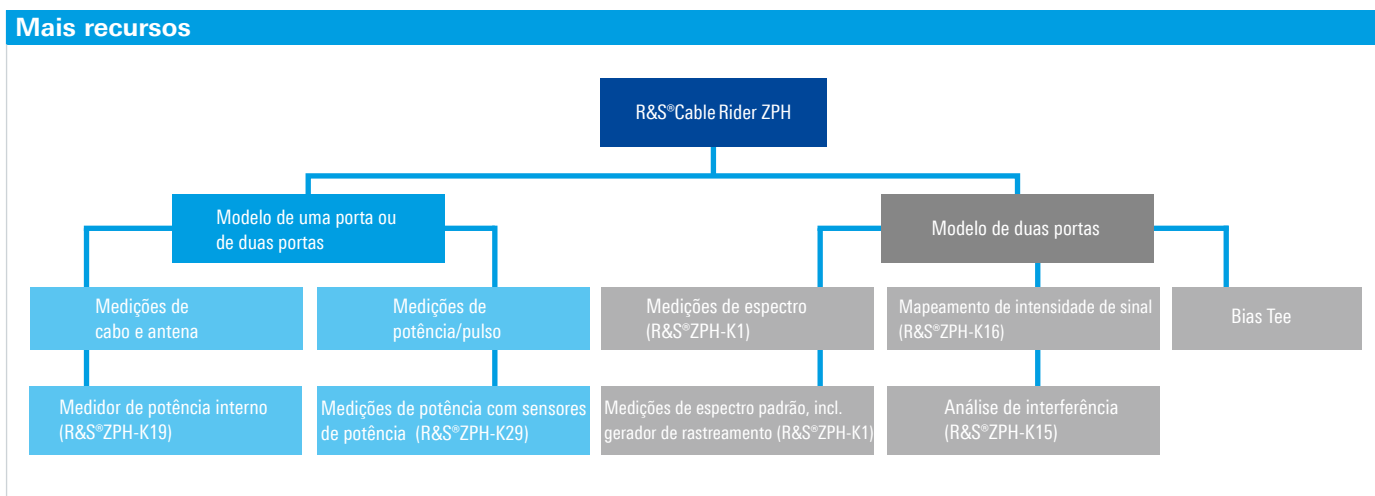 Mais recursos
R&S®Cable Rider ZPH
Modelo de uma porta ou
de duas portas
Modelo de duas portas
Medições de
cabo e antena
Medições de
potência/pulso
Medições de espectro
(R&S®ZPH-K1)
Mapeamento de intensidade de sinal
(R&S®ZPH-K16)
Bias Tee
Medidor de potência interno
(R&S®ZPH-K19)
Medições de potência com sensores
de potência (R&S®ZPH-K29)
Medições de espectro padrão, incl.
gerador de rastreamento (R&S®ZPH-K1)
Análise de interferência
(R&S®ZPH-K15)